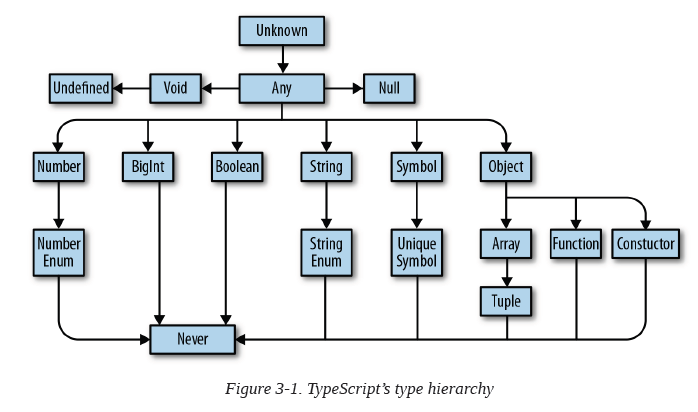 Unknown
Undefined
Void
Any
Null
Number
BigInt
Boolean
String
Symbol
Object
Number
Enum
String
Enum
Unique
Symbol
Array
Function
Constuctor
Tuple
Never
Figure 3-1. TypeScript’s type hierarchy